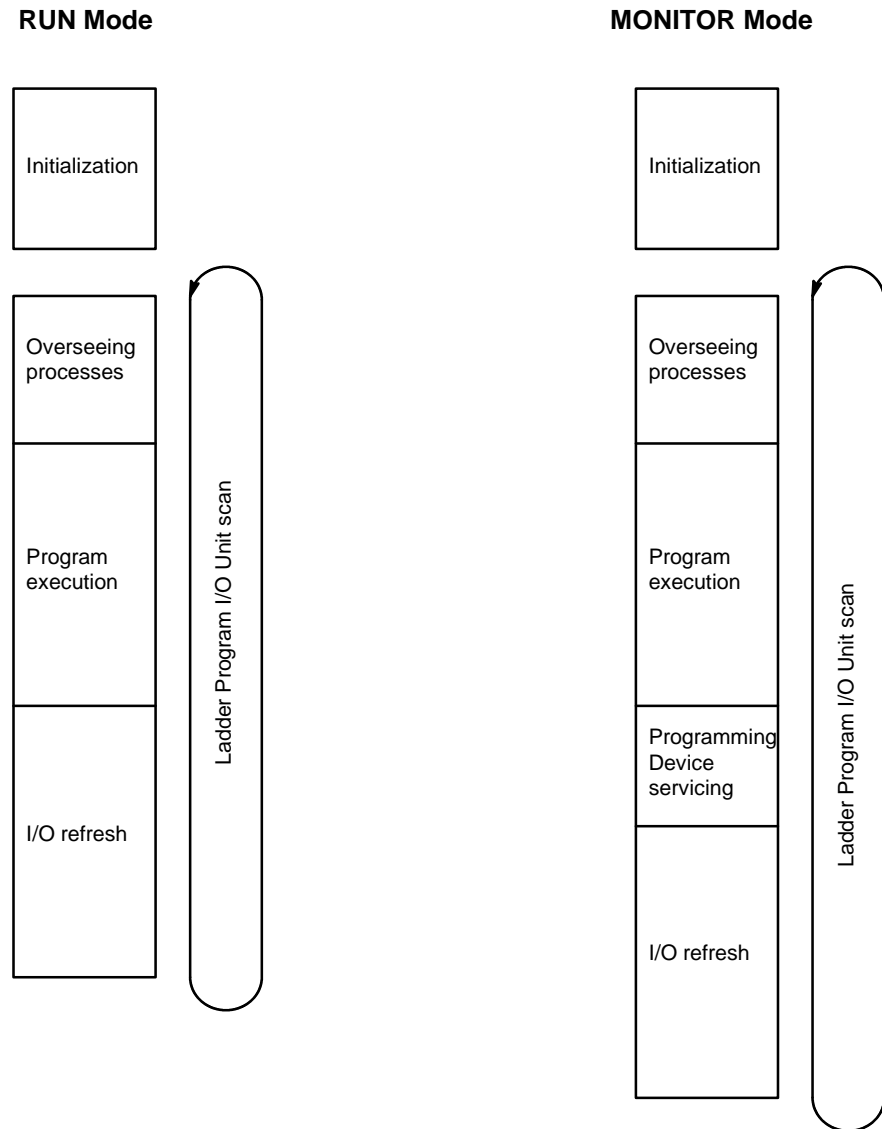 RUN Mode
Initialization
Overseeing
processes
Program
execution
I/O refresh
Ladder Program I/O Unit scan
MONITOR Mode
Initialization
Overseeing
processes
Program
execution
Programming
Device
servicing
I/O refresh
Ladder Program I/O Unit scan